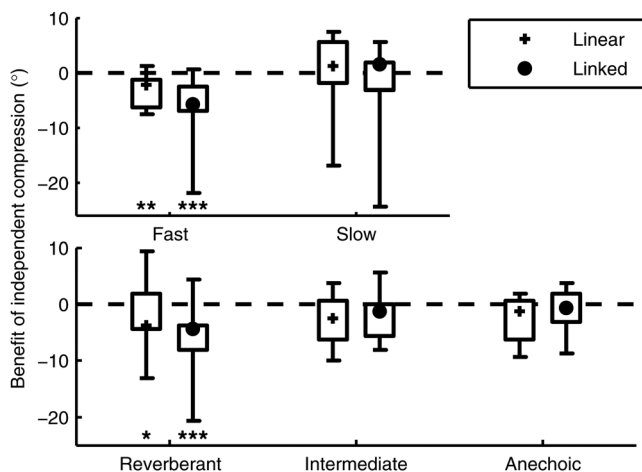 10
0
−10
−20
** ***
Fast Slow
Linear
Linked
Benefit of independent compression (°)
10
0
−10
−20
* ***
Reverberant Intermediate Anechoic